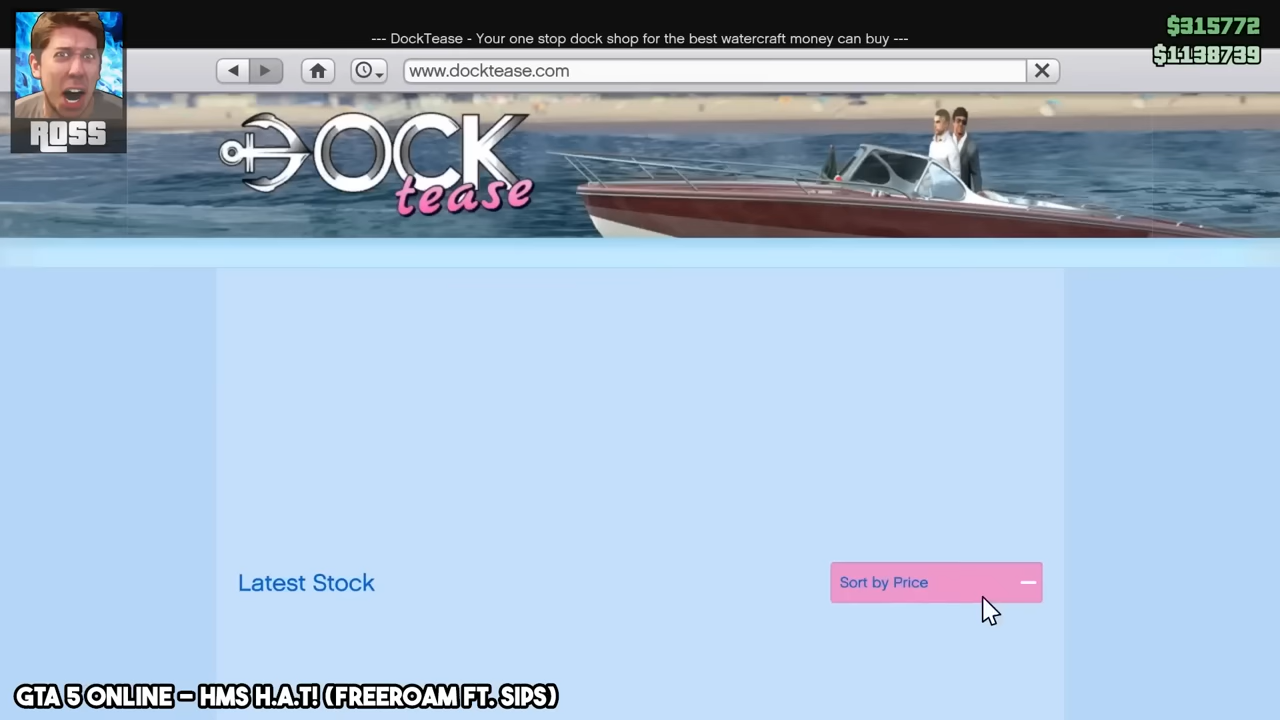 --- DockTease - Your one stop dock shop for the best watercraft money can buy ---
$315772
$1138739
www.docktease.com
ROSS
DOCK
tease
Latest Stock
Sort by Price
GTA 5 ONLINE - HMS H.A.T! (FREEROAM FT. SIPS)